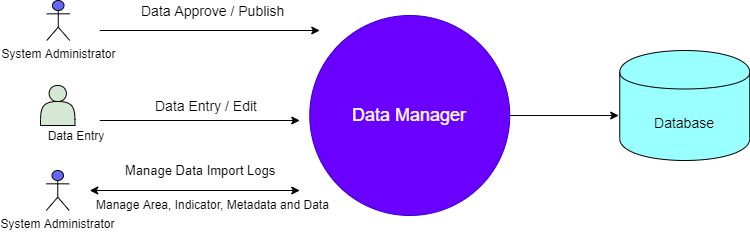 Data Approve / Publish
System Administrator
Data Entry / Edit
Data Entry
Manage Data Import Logs
Manage Area, Indicator, Metadata and Data
System Administrator
Data Manager
Database